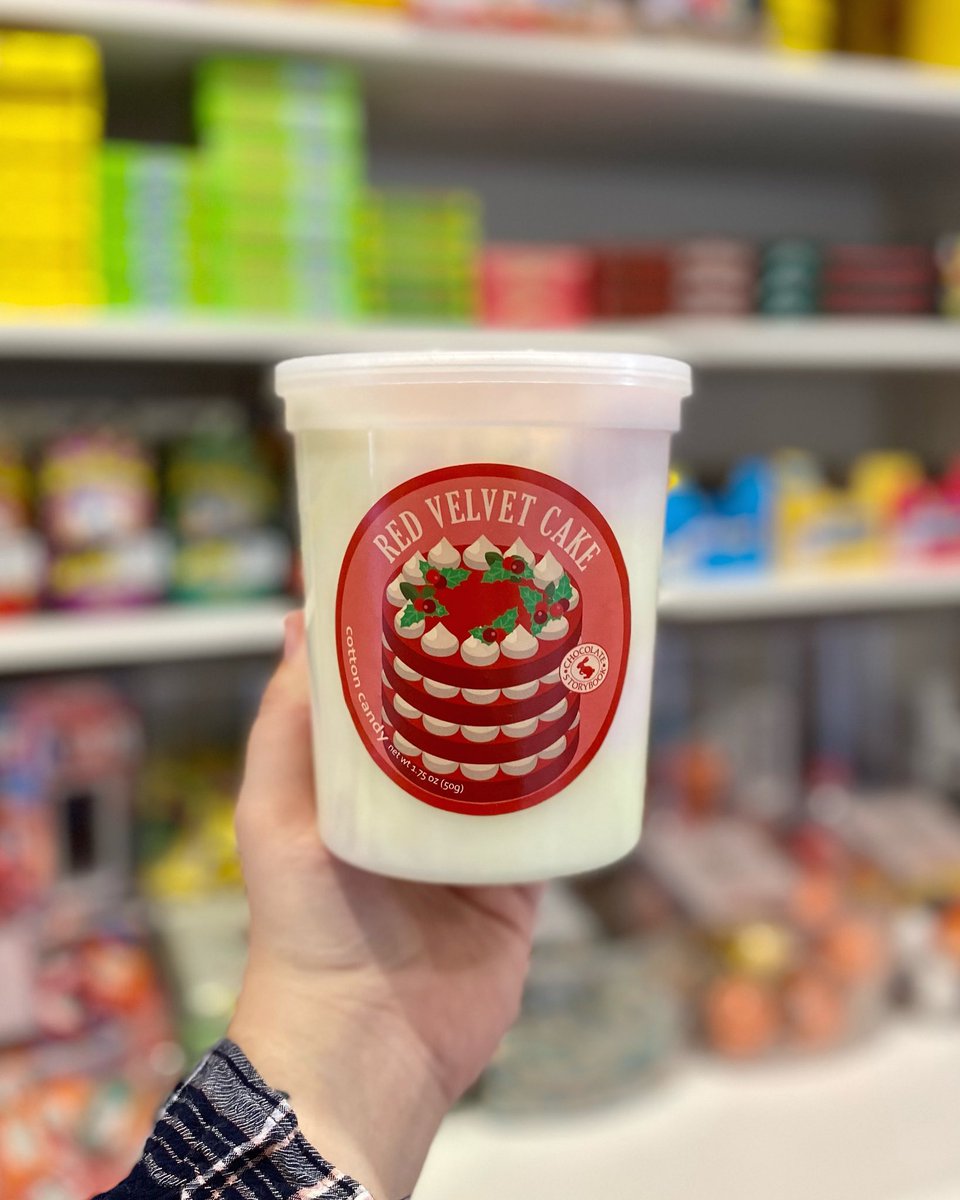 RED VELVET CAKE
CHOCOLATE
STORYBOOK
cotton candy
net wt 1.75 oz (50g)